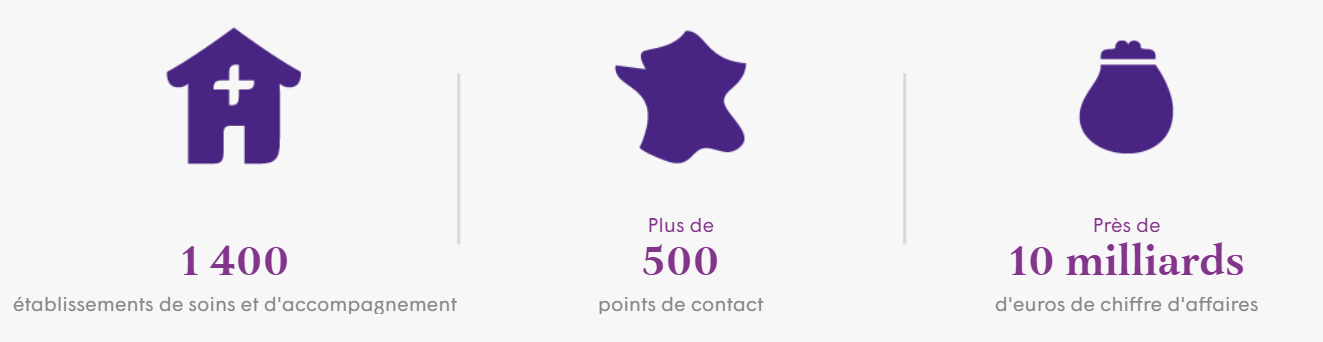 1 400
établissements de soins et d'accompagnement
Plus de
500
points de contact
Près de
10 milliards
d'euros de chiffre d'affaires